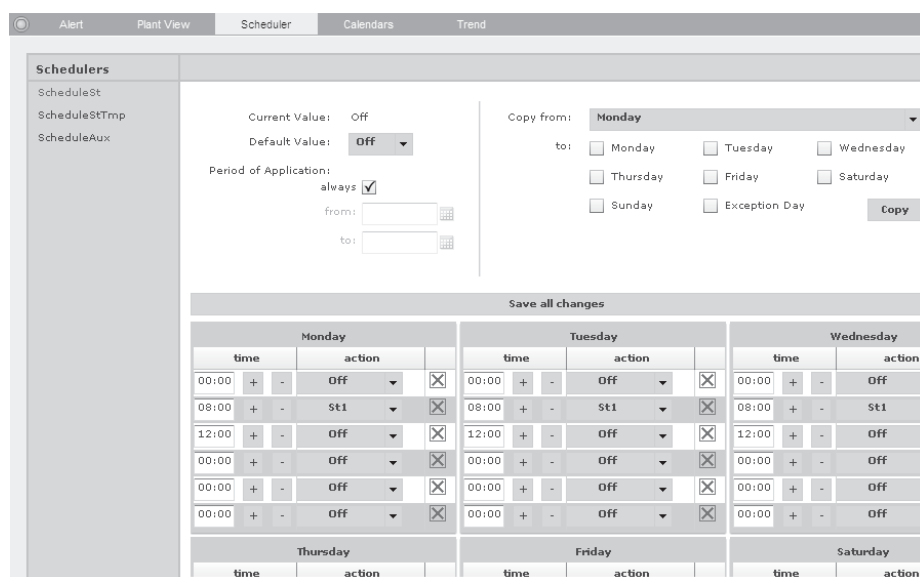 Alert Plant View Scheduler Calendars Trend
Schedulers
ScheduleSt
ScheduleStTmp
ScheduleAux
Current Value: Off
Default Value: Off
Period of Application:
always
from:
to:
Copy from: Monday
to: Monday Tuesday Wednesday
Thursday Friday Saturday
Sunday Exception Day Copy
Save all changes
Monday Tuesday Wednesday
time action time action time action
00:00 + - Off 00:00 + - Off 00:00 + - Off
08:00 + - St1 08:00 + - St1 08:00 + - St1
12:00 + - Off 12:00 + - Off 12:00 + - Off
00:00 + - Off 00:00 + - Off 00:00 + - Off
00:00 + - Off 00:00 + - Off 00:00 + - Off
00:00 + - Off 00:00 + - Off 00:00 + - Off
Thursday Friday Saturday
time action time action time action